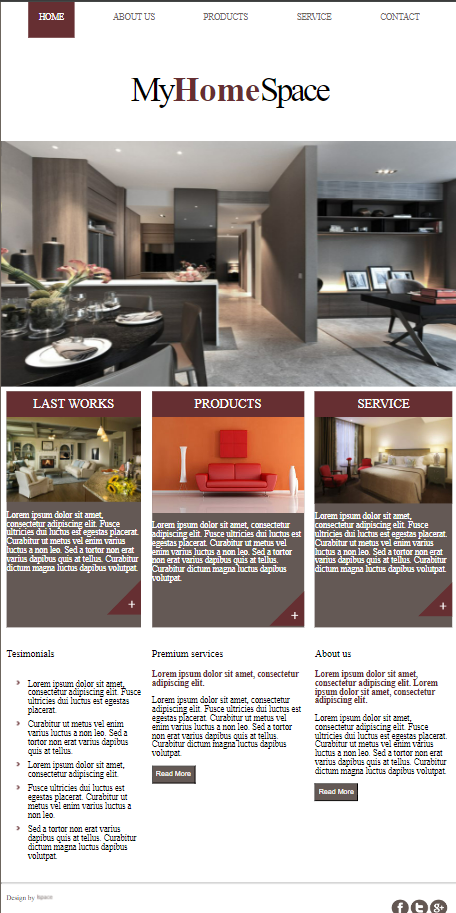 HOME ABOUT US PRODUCTS SERVICE CONTACT
MyHomeSpace
LAST WORKS
Lorem ipsum dolor sit amet,
consectetur adipiscing elit. Fusce
ultricies dui luctus est egestas placerat.
Curabitur ut metus vel enim varius
luctus a non leo. Sed a tortor non erat
varius dapibus quis at tellus. Curabitur
dictum magna luctus dapibus volutpat.
+
PRODUCTS
Lorem ipsum dolor sit amet, consectetur
adipiscing elit. Fusce ultricies dui luctus est
egestas placerat. Curabitur ut metus vel
enim varius luctus a non leo. Sed a tortor
non erat varius dapibus quis at tellus.
Curabitur dictum magna luctus dapibus
volutpat.
+
SERVICE
Lorem ipsum dolor sit amet,
consectetur adipiscing elit. Fusce
ultricies dui luctus est egestas placerat.
Curabitur ut metus vel enim varius
luctus a non leo. Sed a tortor non erat
varius dapibus quis at tellus. Curabitur
dictum magna luctus dapibus volutpat.
+
Tesimonials
Lorem ipsum dolor sit amet,
consectetur adipiscing elit. Fusce
ultricies dui luctus est egestas
placerat.
Curabitur ut metus vel enim
varius luctus a non leo. Sed a
tortor non erat varius dapibus
quis at tellus.
Lorem ipsum dolor sit amet,
consectetur adipiscing elit.
Fusce ultricies dui luctus est
egestas placerat. Curabitur ut
metus vel enim varius luctus a
non leo.
Sed a tortor non erat varius
dapibus quis at tellus. Curabitur
dictum magna luctus dapibus
volutpat.
Premium services
Lorem ipsum dolor sit amet, consectetur
adipiscing elit.
Lorem ipsum dolor sit amet, consectetur
adipiscing elit. Fusce ultricies dui luctus est
egestas placerat. Curabitur ut metus vel
enim varius luctus a non leo. Sed a tortor
non erat varius dapibus quis at tellus.
Curabitur dictum magna luctus dapibus
volutpat.
Read More
About us
Lorem ipsum dolor sit amet,
consectetur adipiscing elit. Lorem
ipsum dolor sit amet, consectetur
adipiscing elit.
Lorem ipsum dolor sit amet,
consectetur adipiscing elit. Fusce
ultricies dui luctus est egestas placerat.
Curabitur ut metus vel enim varius
luctus a non leo. Sed a tortor non erat
varius dapibus quis at tellus. Curabitur
dictum magna luctus dapibus volutpat.
Read More
Design by